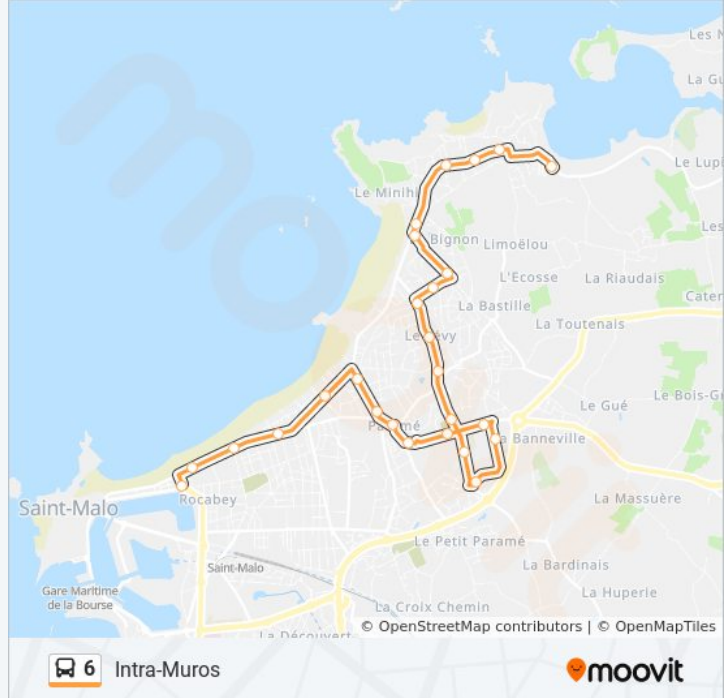 Les N
La Gu
Le Lupi
Le Minihi
Les
Bignon
Limoëlou
L'Ecosse
La Riaudais
Cater
La Bastille
La Toutenais
Le Lévy
Le Bois-Gr
Le Gué
Paramé
La Banneville
Rocabey
La Massuère
Saint-Malo
Le Petit Paramé
La Bardinais
Saint-Malo
La Huperie
Gare Maritime
de la Bourse
La Croix Chemin
La Découvert
© OpenStreetMap contributors | © OpenMapTiles
6 Intra-Muros
moovit